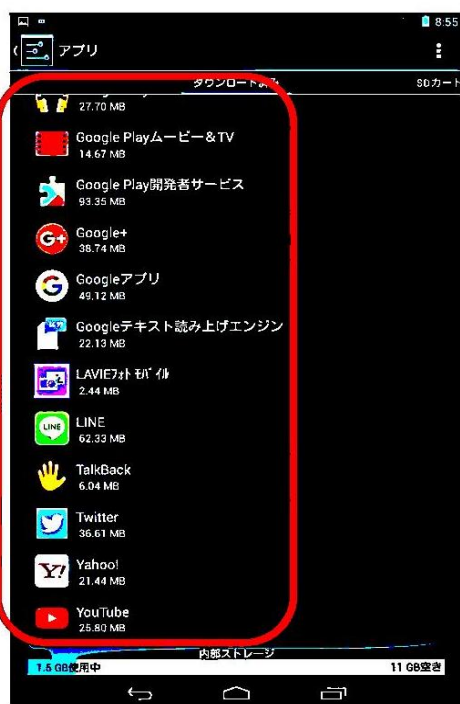 8:55
アプリ
ダウンロード済み
SDカート
27.70 MB
Google Playムービー&TV
14.67 MB
Google Play開発者サービス
93.35 MB
Google+
38.74 MB
Googleアプリ
49.12 MB
Googleテキスト読み上げエンジン
22.13 MB
LAVIEﾌｫﾄ ﾓﾊﾞｲﾙ
2.44 MB
LINE
62.33 MB
TalkBack
6.04 MB
Twitter
36.61 MB
Yahoo!
21.44 MB
YouTube
25.80 MB
内部ストレージ
1.5 GB使用中
11 GB空き